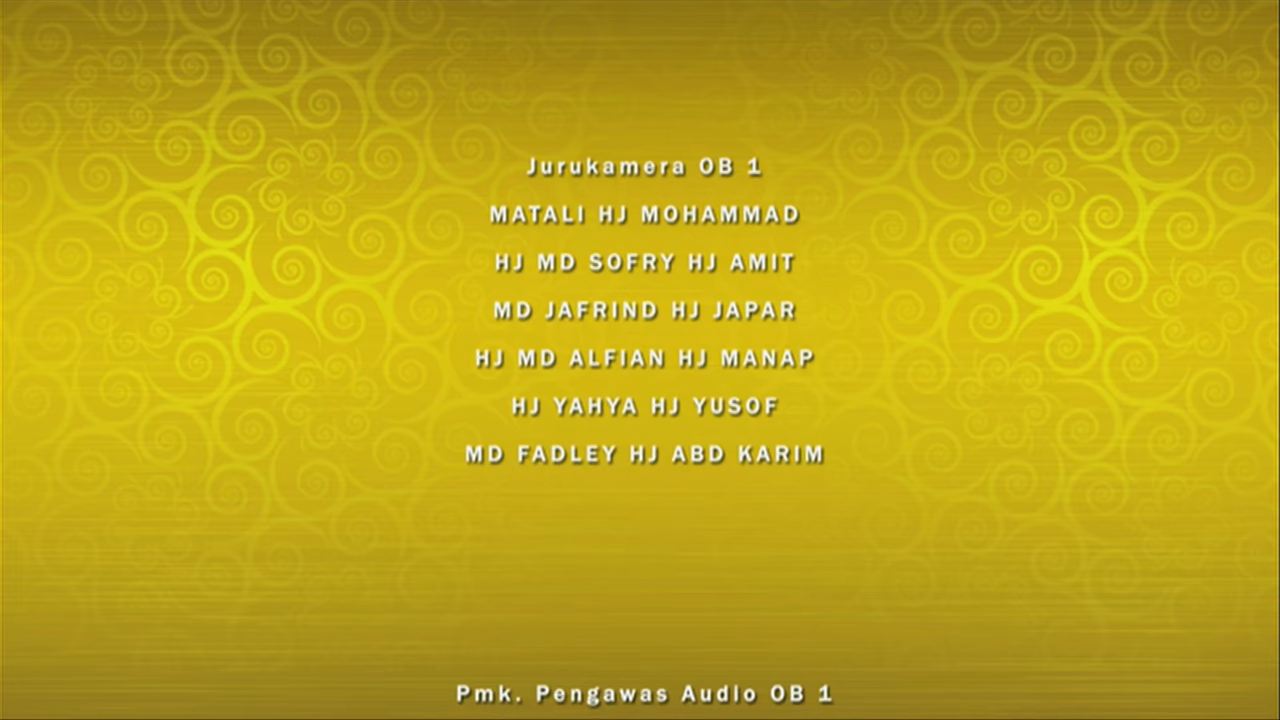 Jurukamera OB 1
MATALI HJ MOHAMMAD
HJ MD SOFRY HJ AMIT
MD JAFRIND HJ JAPAR
HJ MD ALFIAN HJ MANAP
HJ YAHYA HJ YUSOF
MD FADLEY HJ ABD KARIM
Pmk. Pengawas Audio OB 1